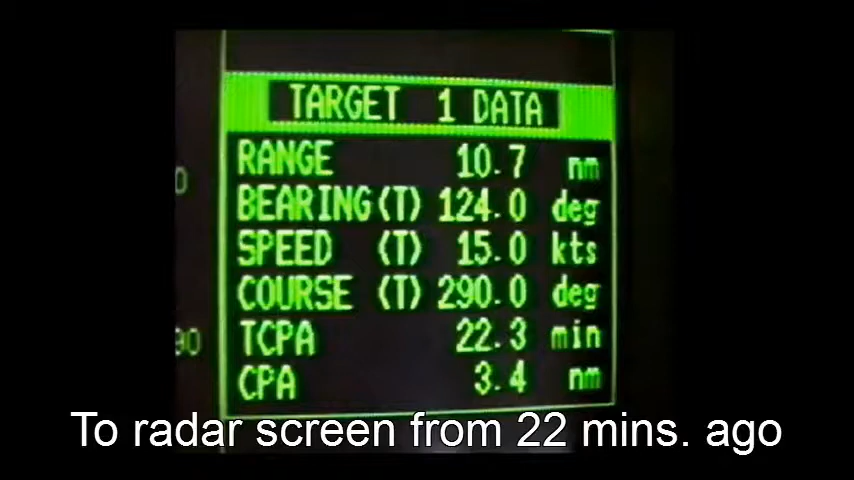 TARGET 1 DATA
RANGE 10.7 nm
BEARING(T) 124.0 deg
SPEED (T) 15.0 kts
COURSE (T) 290.0 deg
TCPA 22.3 min
CPA 3.4 nm
To radar screen from 22 mins. ago